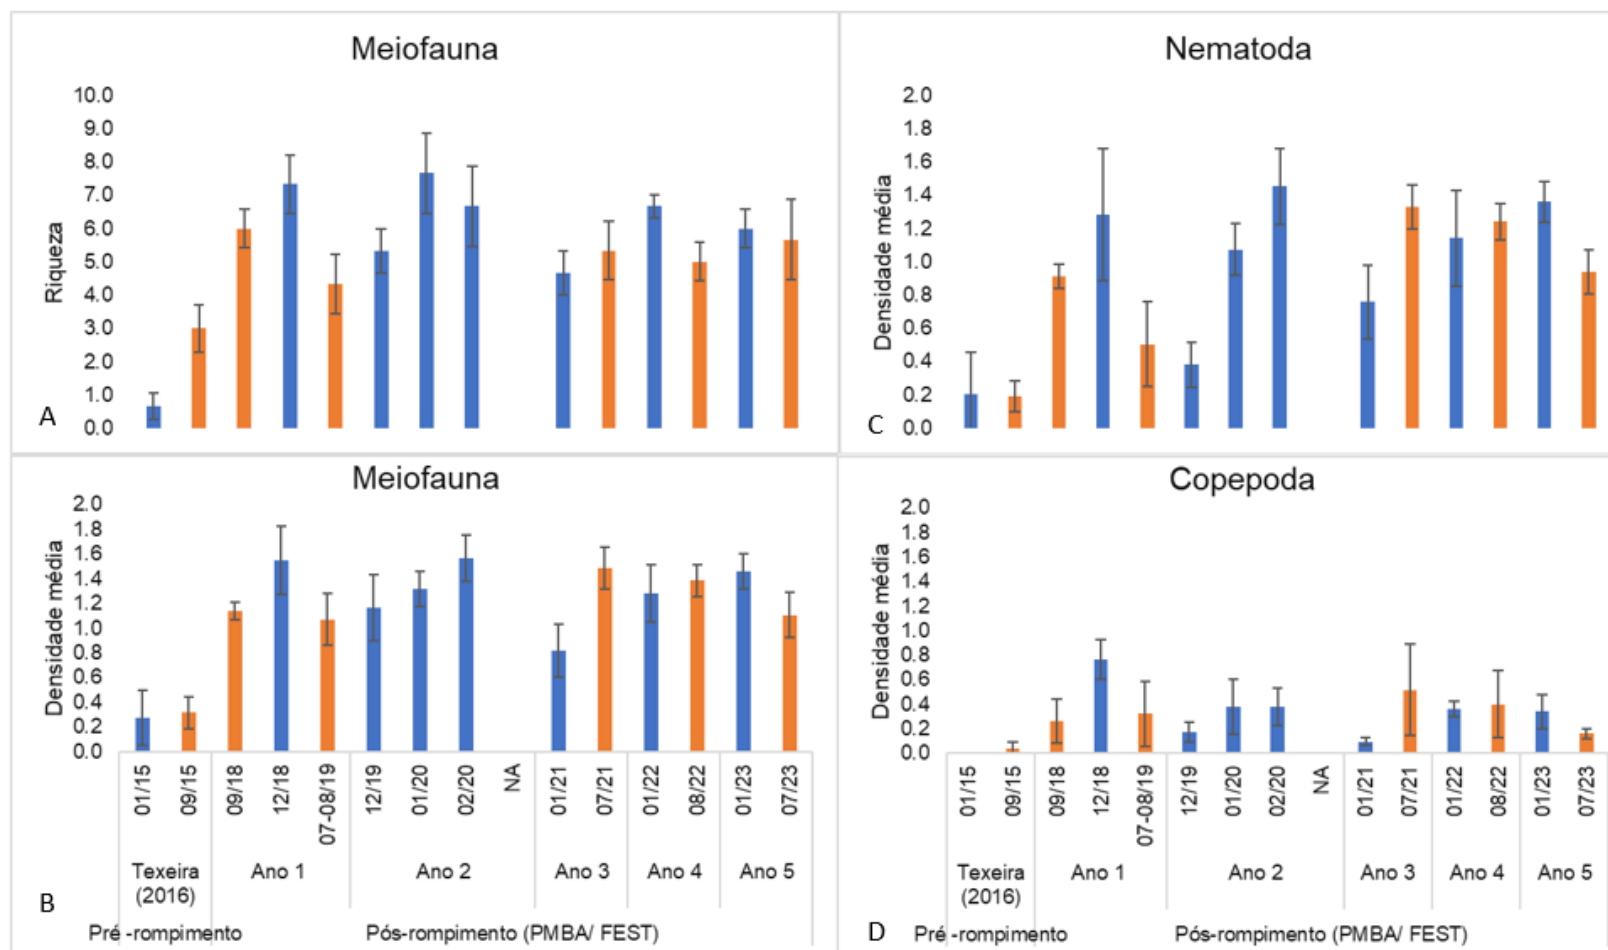 Meiofauna
10.0
9.0
8.0
7.0
6.0
5.0
4.0
3.0
2.0
1.0
0.0
Riqueza
A
Nematoda
2.0
1.8
1.6
1.4
1.2
1.0
0.8
0.6
0.4
0.2
0.0
Densidade média
C
Meiofauna
2.0
1.8
1.6
1.4
1.2
1.0
0.8
0.6
0.4
0.2
0.0
Densidade média
01/15
09/15
09/18
12/18
07-08/19
12/19
01/20
02/20
NA
01/21
07/21
01/22
08/22
01/23
07/23
Texeira
(2016)
Ano 1
Ano 2
Ano 3
Ano 4
Ano 5
B
Pré -rompimento
Pós-rompimento (PMBA/ FEST)
Copepoda
2.0
1.8
1.6
1.4
1.2
1.0
0.8
0.6
0.4
0.2
0.0
Densidade média
01/15
09/15
09/18
12/18
07-08/19
12/19
01/20
02/20
NA
01/21
07/21
01/22
08/22
01/23
07/23
Texeira
(2016)
Ano 1
Ano 2
Ano 3
Ano 4
Ano 5
D
Pré -rompimento
Pós-rompimento (PMBA/ FEST)